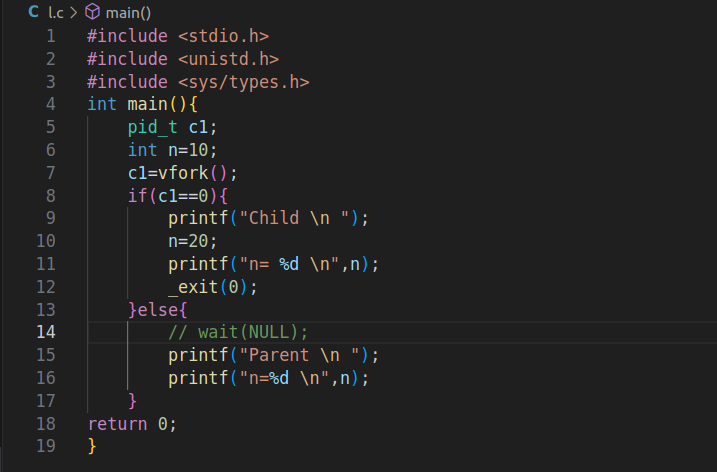 C l.c > main()
1 #include <stdio.h>
2 #include <unistd.h>
3 #include <sys/types.h>
4 int main(){
5     pid_t c1;
6     int n=10;
7     c1=vfork();
8     if(c1==0){
9         printf("Child \n ");
10         n=20;
11         printf("n= %d \n",n);
12         _exit(0);
13     }else{
14         // wait(NULL);
15         printf("Parent \n ");
16         printf("n=%d \n",n);
17     }
18 return 0;
19 }